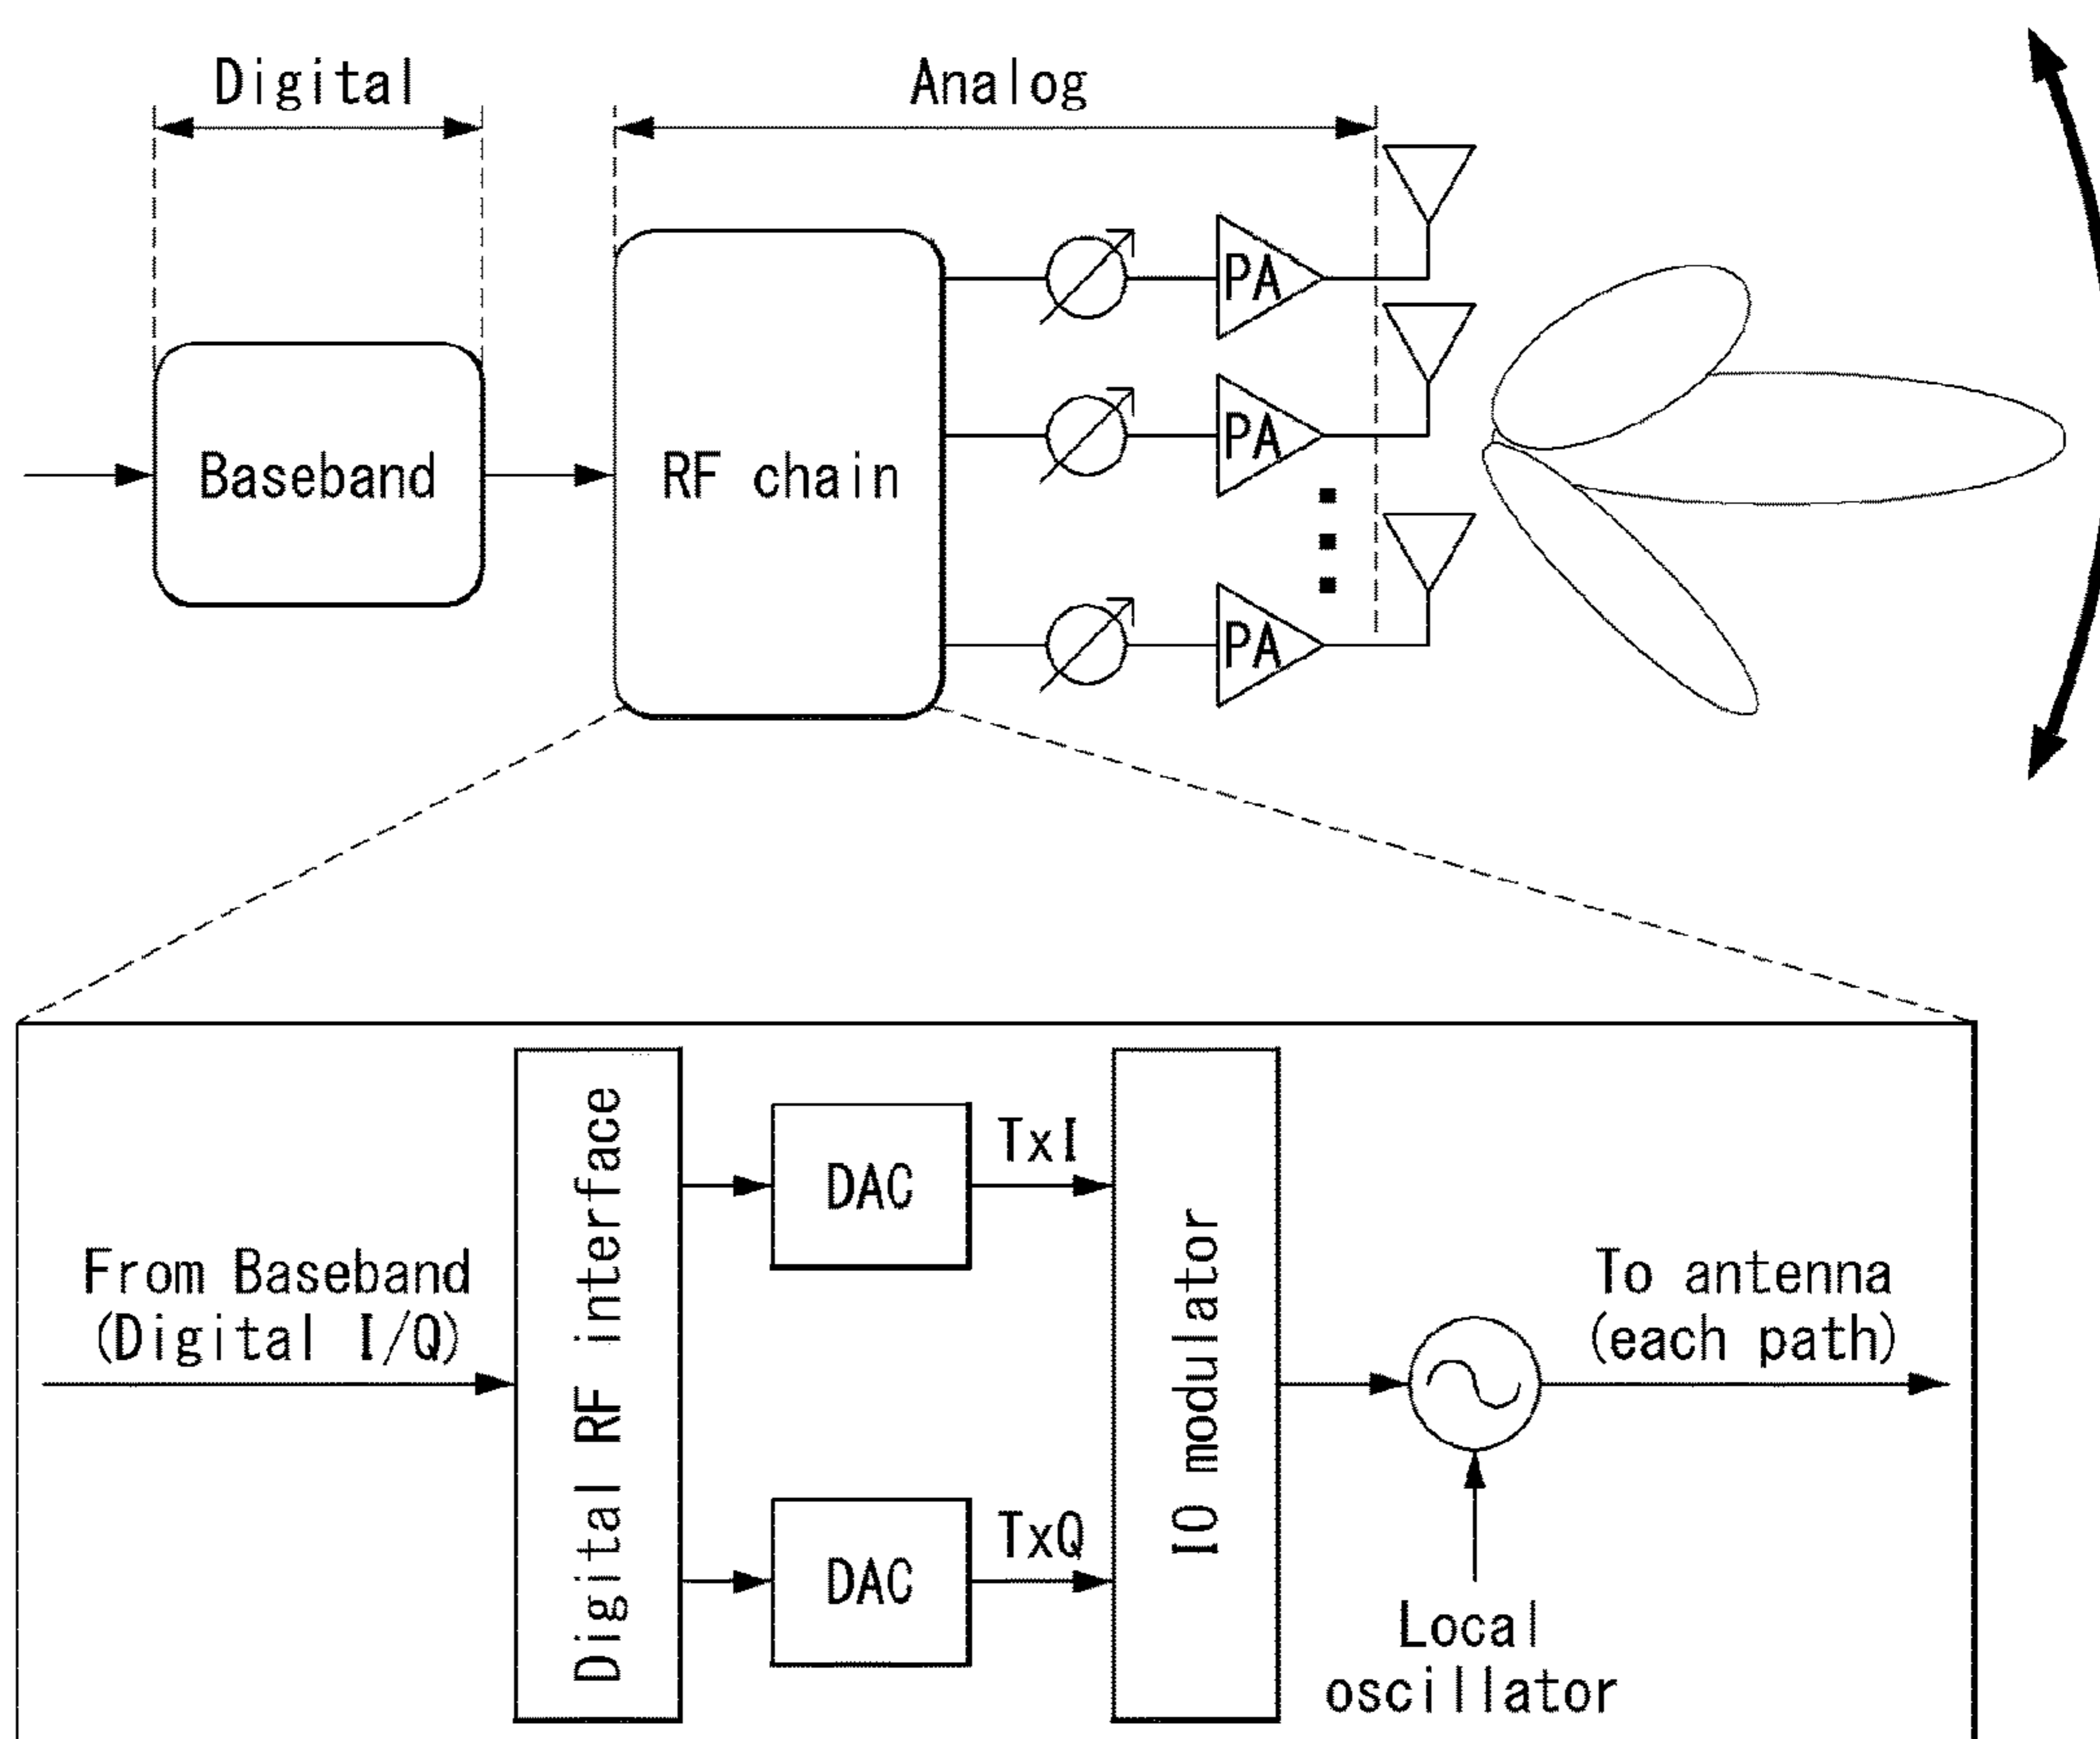 Digital
Analog
Baseband
RF chain
PA
PA
PA
Digital RF interface
DAC
TxI
From Baseband
(Digital I/Q)
IO modulator
To antenna
(each path)
DAC
TxQ
Local
oscillator